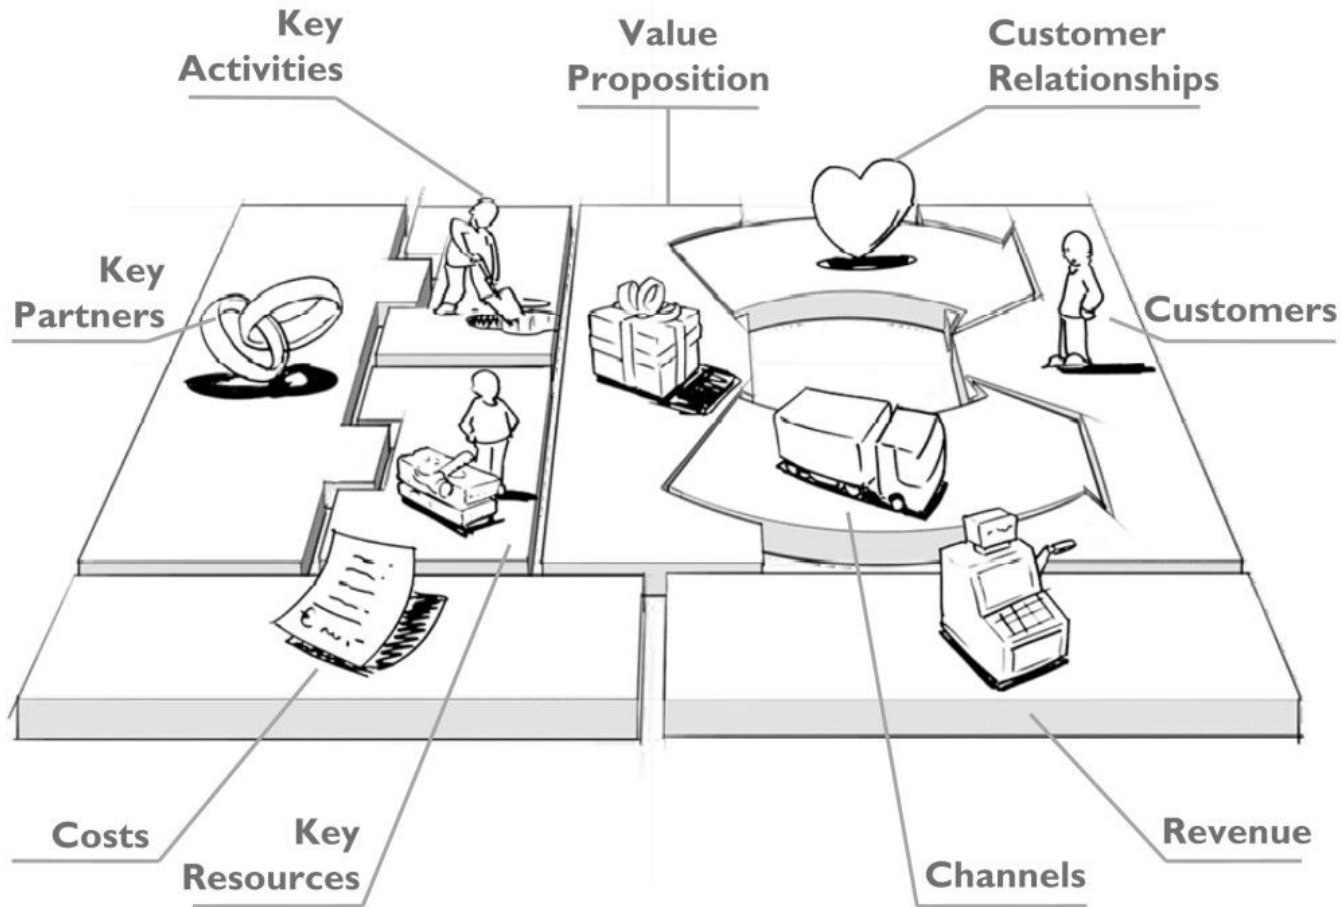 Key
Activities
Value
Proposition
Customer
Relationships
Key
Partners
Customers
Costs
Key
Resources
Channels
Revenue